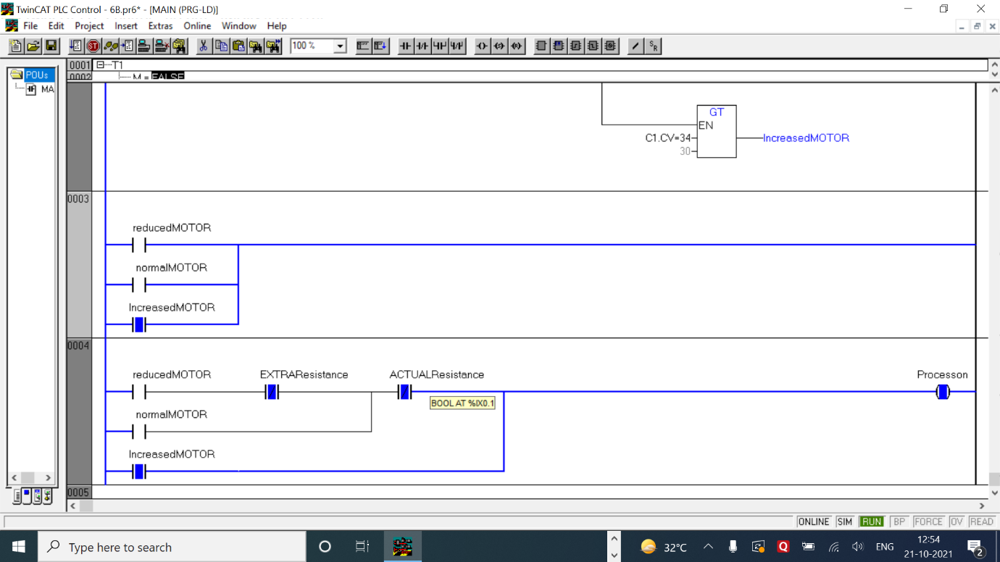 TwinCAT PLC Control - 6B.pr6* - [MAIN (PRG-LD)]
File Edit Project Insert Extras Online Window Help
100 %
POUs
MA
0001 T1
0002 M = FALSE
GT
EN
C1.CV=34 IncreasedMOTOR
30
0003
reducedMOTOR
normalMOTOR
IncreasedMOTOR
0004
reducedMOTOR EXTRAResistance ACTUALResistance Processon
BOOL AT %IX0.1
normalMOTOR
IncreasedMOTOR
0005
ONLINE SIM RUN BP FORCE OV READ
Type here to search
32°C
ENG
12:54
21-10-2021
2